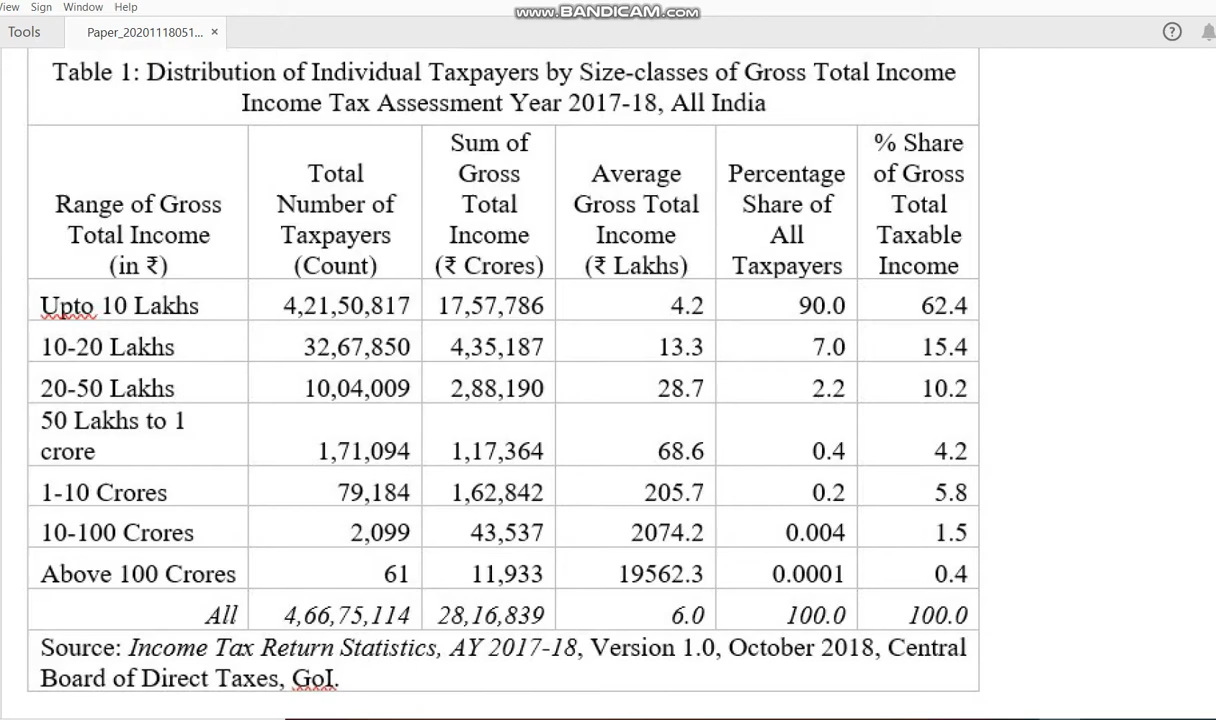 View Sign Window Help
www.BANDICAM.com
Tools Paper_20201118051... ×
Table 1: Distribution of Individual Taxpayers by Size-classes of Gross Total Income
Income Tax Assessment Year 2017-18, All India
Range of Gross Total Income (in ₹) Total Number of Taxpayers (Count) Sum of Gross Total Income (₹ Crores) Average Gross Total Income (₹ Lakhs) Percentage Share of All Taxpayers % Share of Gross Total Taxable Income
Upto 10 Lakhs 4,21,50,817 17,57,786 4.2 90.0 62.4
10-20 Lakhs 32,67,850 4,35,187 13.3 7.0 15.4
20-50 Lakhs 10,04,009 2,88,190 28.7 2.2 10.2
50 Lakhs to 1
crore 1,71,094 1,17,364 68.6 0.4 4.2
1-10 Crores 79,184 1,62,842 205.7 0.2 5.8
10-100 Crores 2,099 43,537 2074.2 0.004 1.5
Above 100 Crores 61 11,933 19562.3 0.0001 0.4
All 4,66,75,114 28,16,839 6.0 100.0 100.0
Source: Income Tax Return Statistics, AY 2017-18, Version 1.0, October 2018, Central
Board of Direct Taxes, GoI.